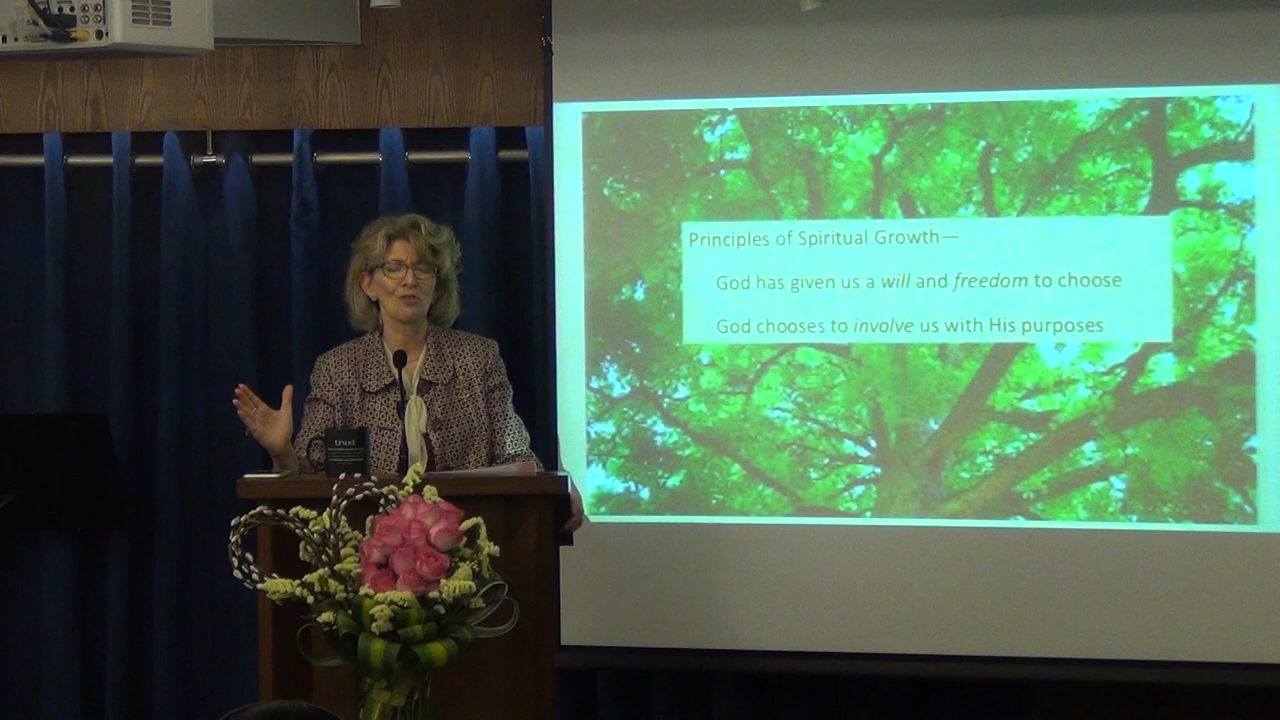 Principles of Spiritual Growth—
God has given us a will and freedom to choose
God chooses to involve us with His purposes
trust